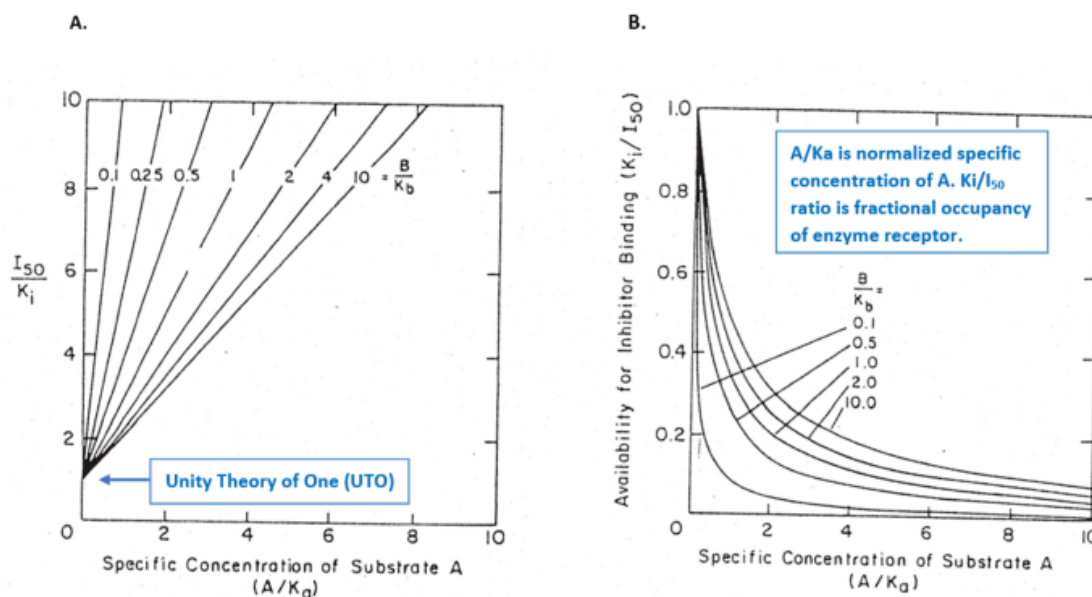 A.
10
8
6
4
2
0
I50
Ki
0.1
0.25
0.5
1
2
4
10 = B
Kb
Unity Theory of One (UTO)
2
4
6
8
10
Specific Concentration of Substrate A
(A/Ka)
B.
Availability for Inhibitor Binding (Ki/I50)
1.0
0.8
0.6
0.4
0.2
0
A/Ka is normalized specific
concentration of A. Ki/I50
ratio is fractional occupancy
of enzyme receptor.
B
Kb =
0.1
0.5
1.0
2.0
10.0
2
4
6
8
10
Specific Concentration of Substrate A
(A/Ka)